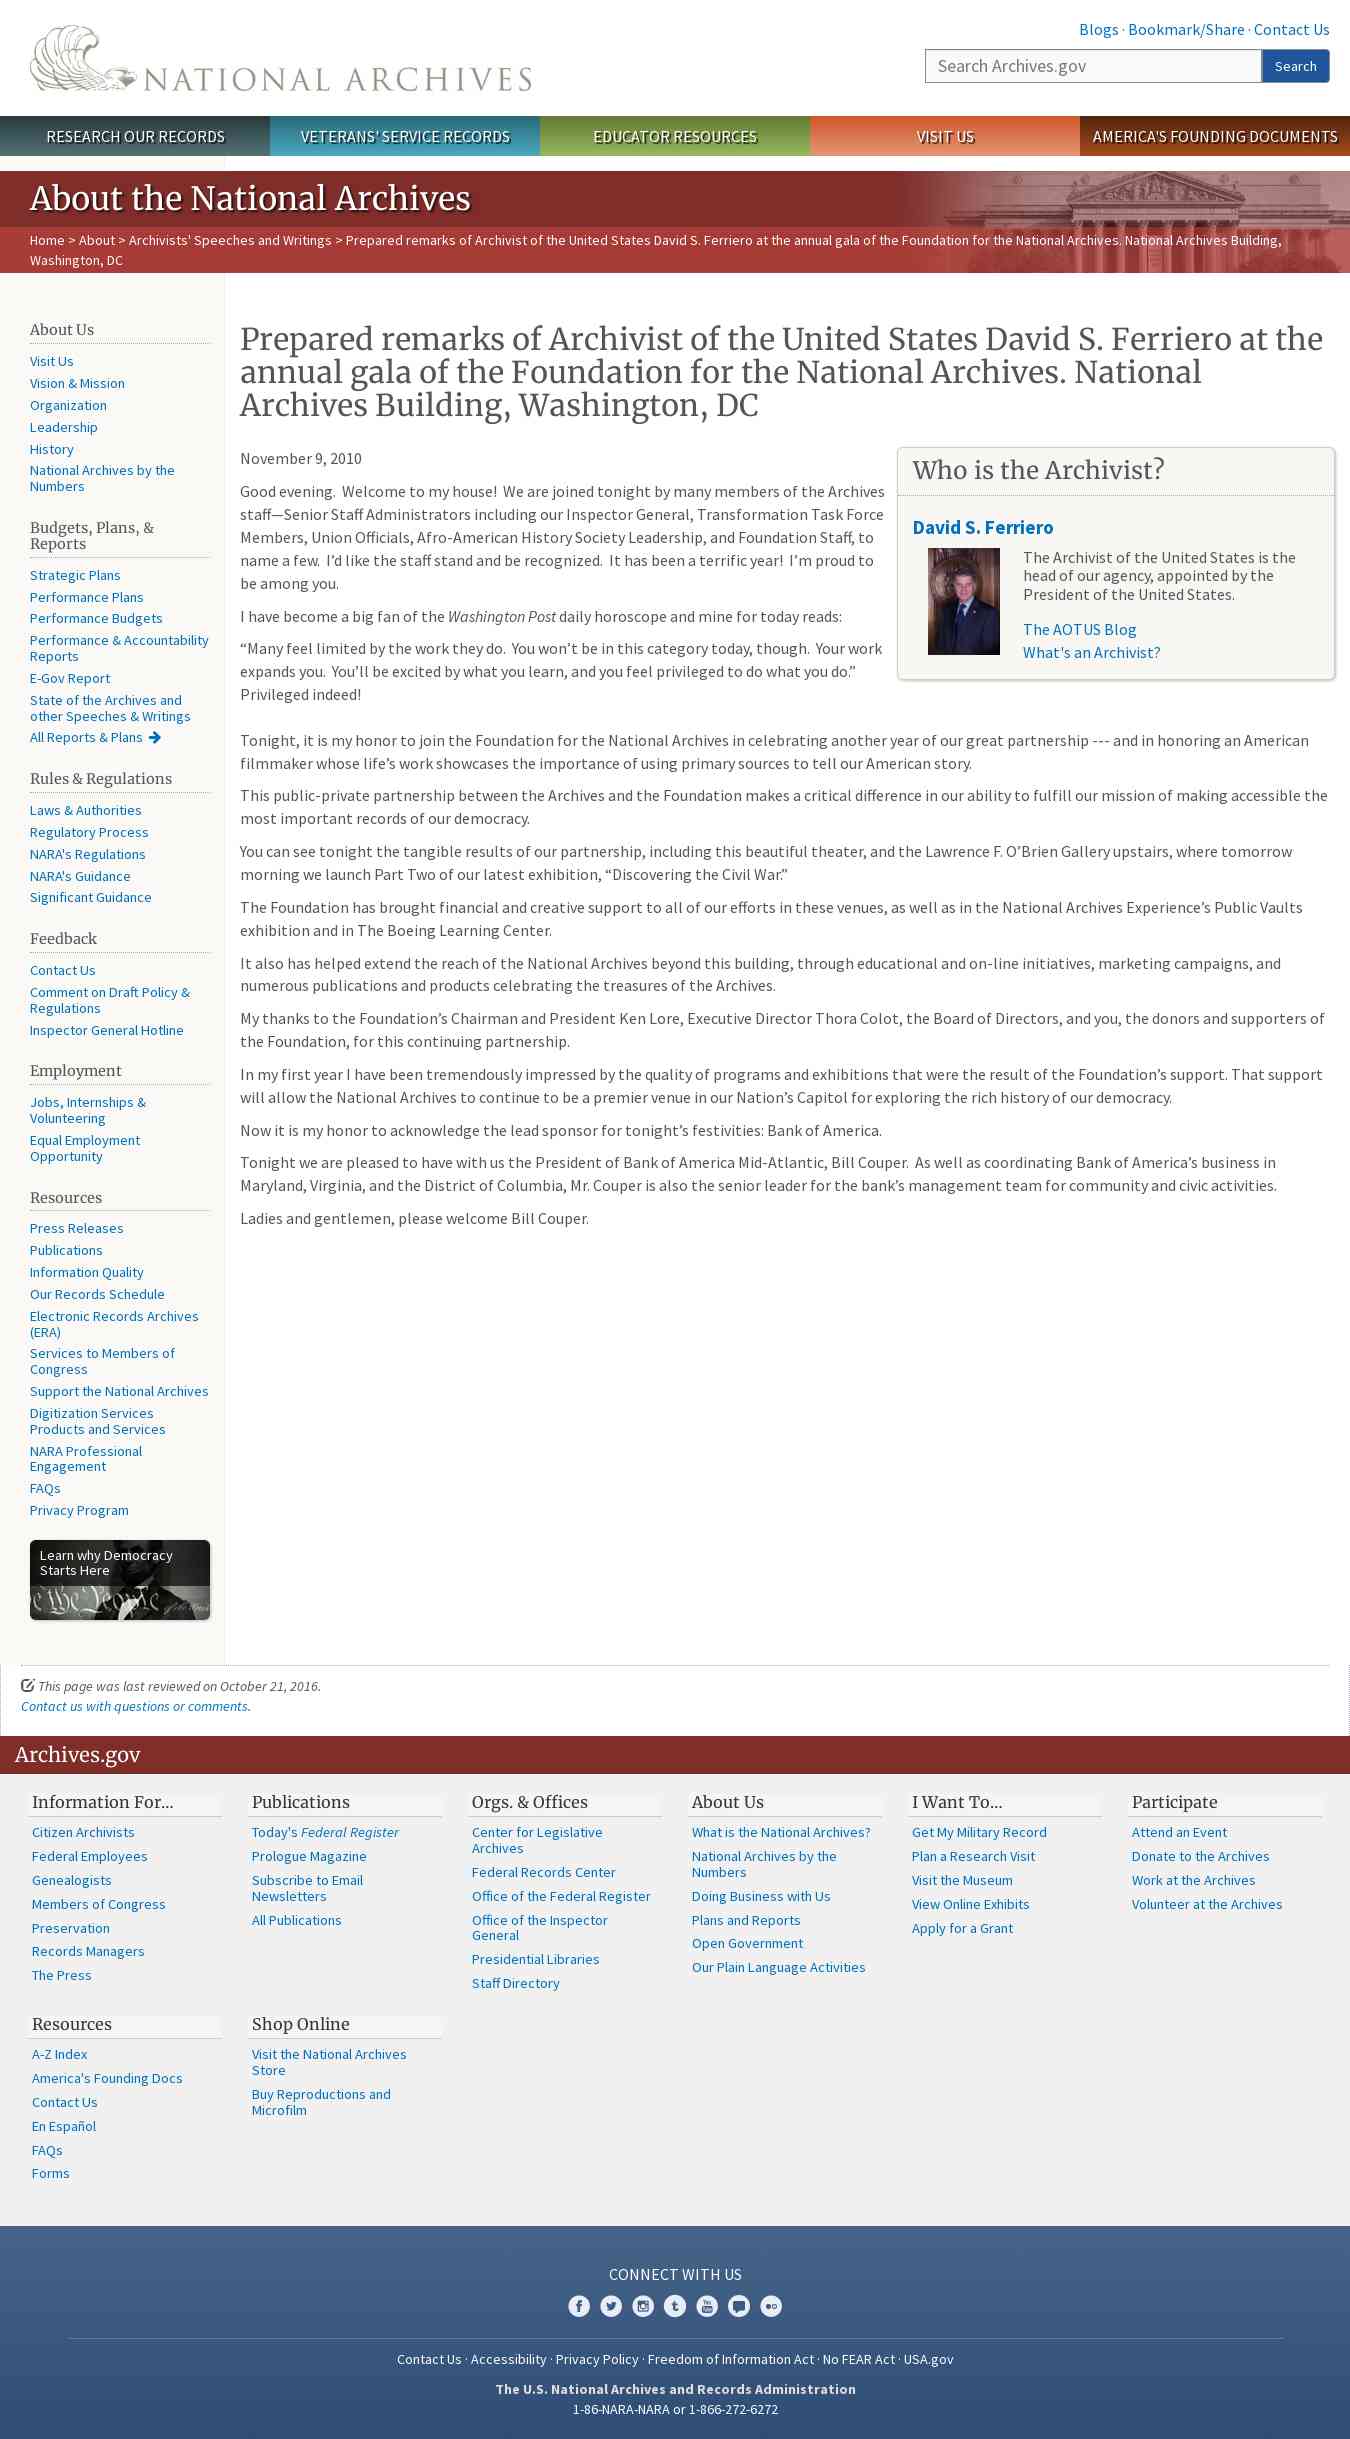 NATIONAL ARCHIVES
Blogs · Bookmark/Share · Contact Us
Search Archives.gov
Search
RESEARCH OUR RECORDS
VETERANS' SERVICE RECORDS
EDUCATOR RESOURCES
VISIT US
AMERICA'S FOUNDING DOCUMENTS
About the National Archives
Home > About > Archivists' Speeches and Writings > Prepared remarks of Archivist of the United States David S. Ferriero at the annual gala of the Foundation for the National Archives. National Archives Building,
Washington, DC
About Us
Visit Us
Vision & Mission
Organization
Leadership
History
National Archives by the
Numbers
Budgets, Plans, &
Reports
Strategic Plans
Performance Plans
Performance Budgets
Performance & Accountability
Reports
E-Gov Report
State of the Archives and
other Speeches & Writings
All Reports & Plans
Rules & Regulations
Laws & Authorities
Regulatory Process
NARA's Regulations
NARA's Guidance
Significant Guidance
Feedback
Contact Us
Comment on Draft Policy &
Regulations
Inspector General Hotline
Employment
Jobs, Internships &
Volunteering
Equal Employment
Opportunity
Resources
Press Releases
Publications
Information Quality
Our Records Schedule
Electronic Records Archives
(ERA)
Services to Members of
Congress
Support the National Archives
Digitization Services
Products and Services
NARA Professional
Engagement
FAQs
Privacy Program
Learn why Democracy
Starts Here
e the People
Prepared remarks of Archivist of the United States David S. Ferriero at the
annual gala of the Foundation for the National Archives. National
Archives Building, Washington, DC
November 9, 2010
Good evening.  Welcome to my house!  We are joined tonight by many members of the Archives
staff—Senior Staff Administrators including our Inspector General, Transformation Task Force
Members, Union Officials, Afro-American History Society Leadership, and Foundation Staff, to
name a few.  I’d like the staff stand and be recognized.  It has been a terrific year!  I’m proud to
be among you.
I have become a big fan of the Washington Post daily horoscope and mine for today reads:
“Many feel limited by the work they do.  You won’t be in this category today, though.  Your work
expands you.  You’ll be excited by what you learn, and you feel privileged to do what you do.”
Privileged indeed!
Who is the Archivist?
David S. Ferriero
The Archivist of the United States is the
head of our agency, appointed by the
President of the United States.
The AOTUS Blog
What's an Archivist?
Tonight, it is my honor to join the Foundation for the National Archives in celebrating another year of our great partnership --- and in honoring an American
filmmaker whose life’s work showcases the importance of using primary sources to tell our American story.
This public-private partnership between the Archives and the Foundation makes a critical difference in our ability to fulfill our mission of making accessible the
most important records of our democracy.
You can see tonight the tangible results of our partnership, including this beautiful theater, and the Lawrence F. O’Brien Gallery upstairs, where tomorrow
morning we launch Part Two of our latest exhibition, “Discovering the Civil War.”
The Foundation has brought financial and creative support to all of our efforts in these venues, as well as in the National Archives Experience’s Public Vaults
exhibition and in The Boeing Learning Center.
It also has helped extend the reach of the National Archives beyond this building, through educational and on-line initiatives, marketing campaigns, and
numerous publications and products celebrating the treasures of the Archives.
My thanks to the Foundation’s Chairman and President Ken Lore, Executive Director Thora Colot, the Board of Directors, and you, the donors and supporters of
the Foundation, for this continuing partnership.
In my first year I have been tremendously impressed by the quality of programs and exhibitions that were the result of the Foundation’s support. That support
will allow the National Archives to continue to be a premier venue in our Nation’s Capitol for exploring the rich history of our democracy.
Now it is my honor to acknowledge the lead sponsor for tonight’s festivities: Bank of America.
Tonight we are pleased to have with us the President of Bank of America Mid-Atlantic, Bill Couper.  As well as coordinating Bank of America’s business in
Maryland, Virginia, and the District of Columbia, Mr. Couper is also the senior leader for the bank’s management team for community and civic activities.
Ladies and gentlemen, please welcome Bill Couper.
This page was last reviewed on October 21, 2016.
Contact us with questions or comments.
Archives.gov
Information For…
Citizen Archivists
Federal Employees
Genealogists
Members of Congress
Preservation
Records Managers
The Press
Publications
Today's Federal Register
Prologue Magazine
Subscribe to Email
Newsletters
All Publications
Orgs. & Offices
Center for Legislative
Archives
Federal Records Center
Office of the Federal Register
Office of the Inspector
General
Presidential Libraries
Staff Directory
About Us
What is the National Archives?
National Archives by the
Numbers
Doing Business with Us
Plans and Reports
Open Government
Our Plain Language Activities
I Want To…
Get My Military Record
Plan a Research Visit
Visit the Museum
View Online Exhibits
Apply for a Grant
Participate
Attend an Event
Donate to the Archives
Work at the Archives
Volunteer at the Archives
Resources
A-Z Index
America's Founding Docs
Contact Us
En Español
FAQs
Forms
Shop Online
Visit the National Archives
Store
Buy Reproductions and
Microfilm
CONNECT WITH US
Contact Us · Accessibility · Privacy Policy · Freedom of Information Act · No FEAR Act · USA.gov
The U.S. National Archives and Records Administration
1-86-NARA-NARA or 1-866-272-6272